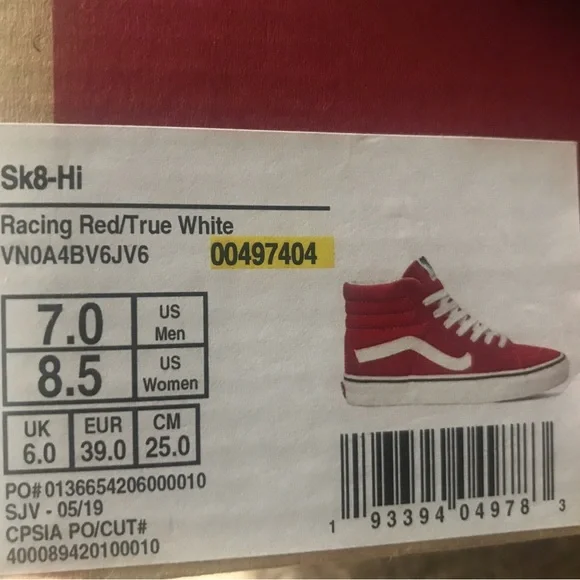 Sk8-Hi
Racing Red/True White
VN0A4BV6JV6 00497404
7.0 US Men
8.5 US Women
UK 6.0 EUR 39.0 CM 25.0
PO# 0136654206000010
SJV - 05/19
CPSIA PO/CUT#
400089420100010
1 93394 04978 3